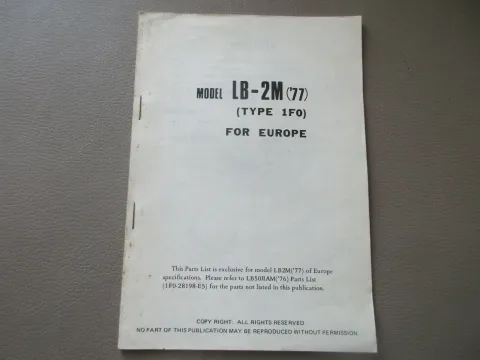 MODEL LB-2M('77)
(TYPE 1F0)
FOR EUROPE
This Parts List is exclusive for model LB2M('77) of Europe
specifications. Please refer to LB50IIAM('76) Parts List
(1F0-28198-E5) for the parts not listed in this publication.
COPY RIGHT: ALL RIGHTS RESERVED
NO PART OF THIS PUBLICATION MAY BE REPRODUCED WITHOUT PERMISSION